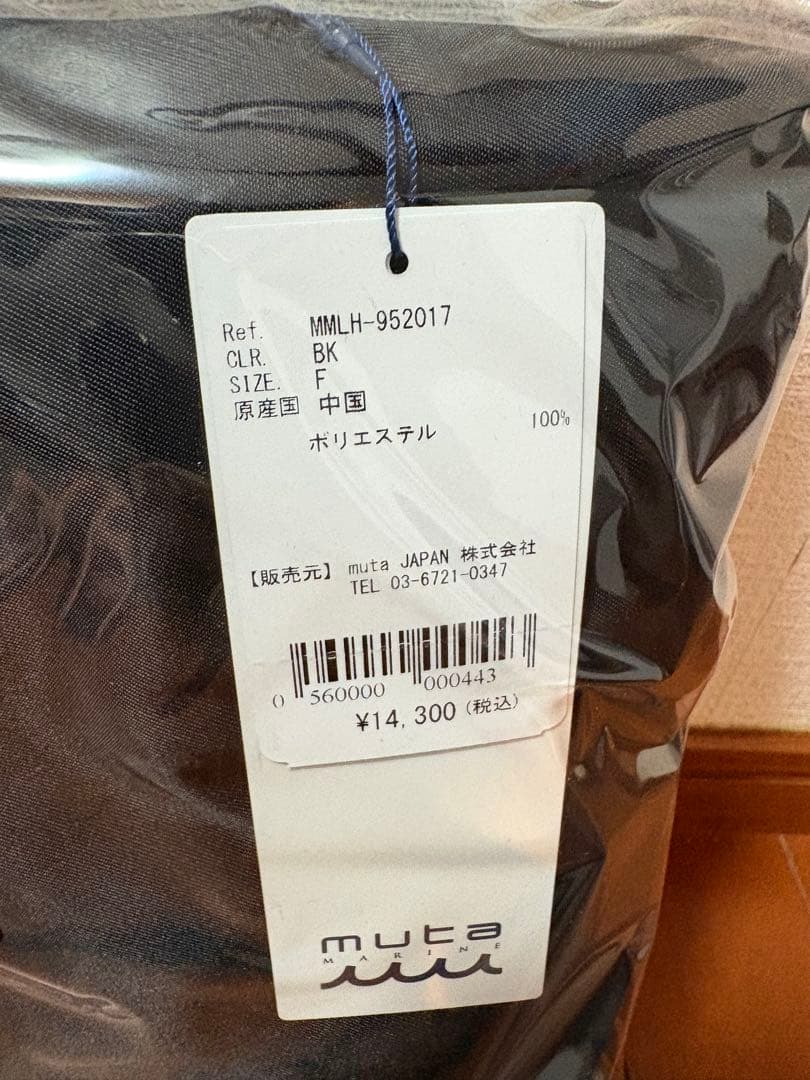 Ref. MMLH-952017
CLR. BK
SIZE. F
原産国 中国
ポリエステル 100%
【販売元】 muta JAPAN 株式会社
TEL 03-6721-0347
0 560000 000443
¥14,300(税込)
muta
MARINE